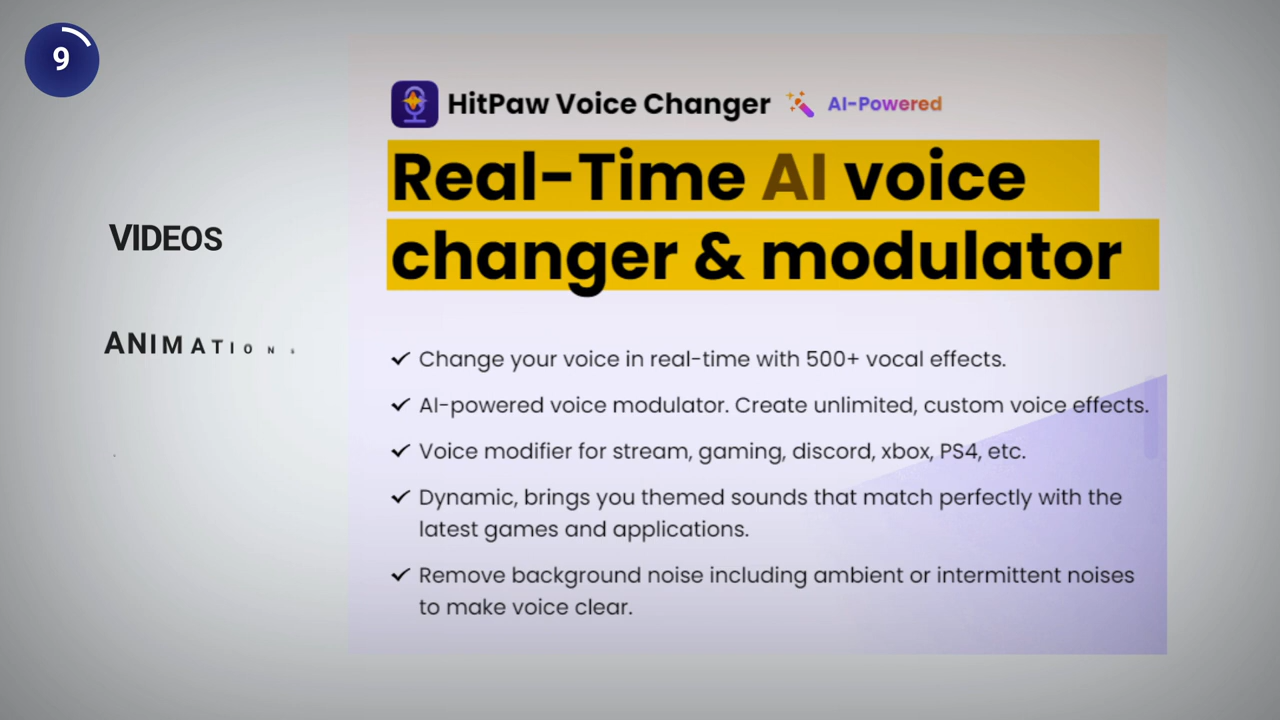 9
HitPaw Voice Changer AI-Powered
Real-Time AI voice
changer & modulator
VIDEOS
ANIMATIONS
Change your voice in real-time with 500+ vocal effects.
AI-powered voice modulator. Create unlimited, custom voice effects.
Voice modifier for stream, gaming, discord, xbox, PS4, etc.
Dynamic, brings you themed sounds that match perfectly with the
latest games and applications.
Remove background noise including ambient or intermittent noises
to make voice clear.